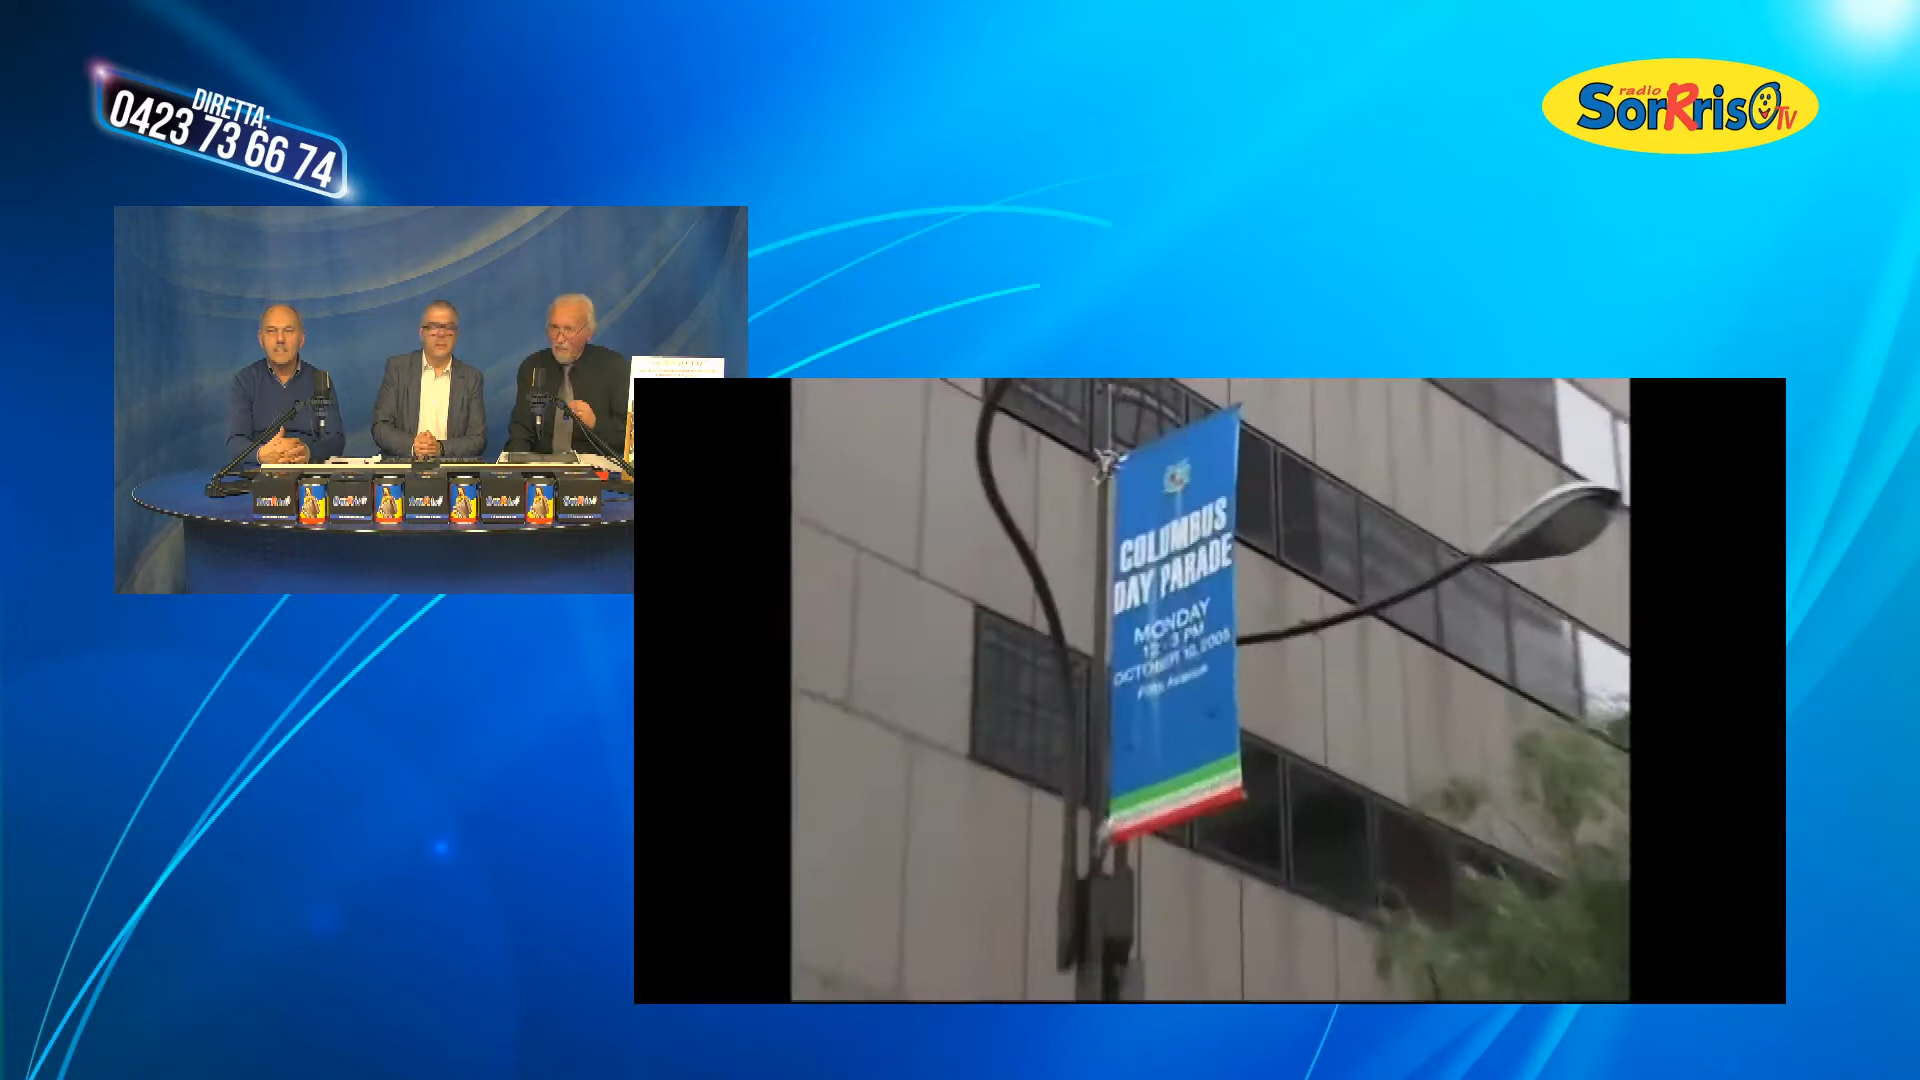 DIRETTA:
0423 73 66 74
radio
SorRriso Tv
COLUMBUS
DAY PARADE
MONDAY
12 - 3 PM
OCTOBER 10, 2005
Fifth Avenue